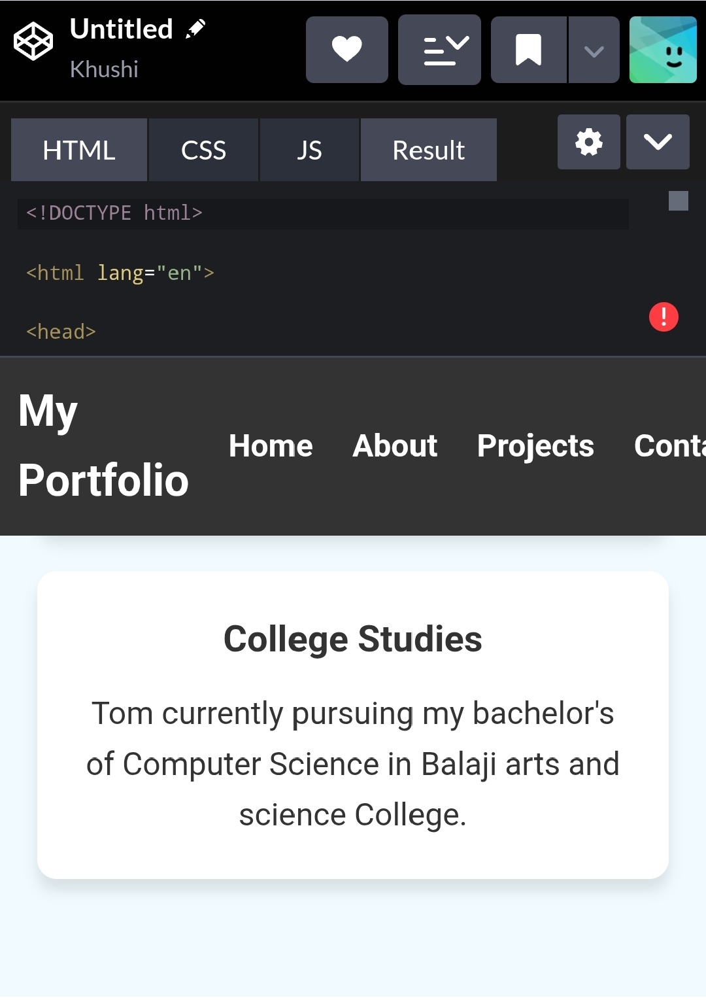 Untitled
Khushi
HTML CSS JS Result
<!DOCTYPE html>
<html lang="en">
<head>
My
Portfolio
Home About Projects Conta
College Studies
Tom currently pursuing my bachelor's
of Computer Science in Balaji arts and
science College.